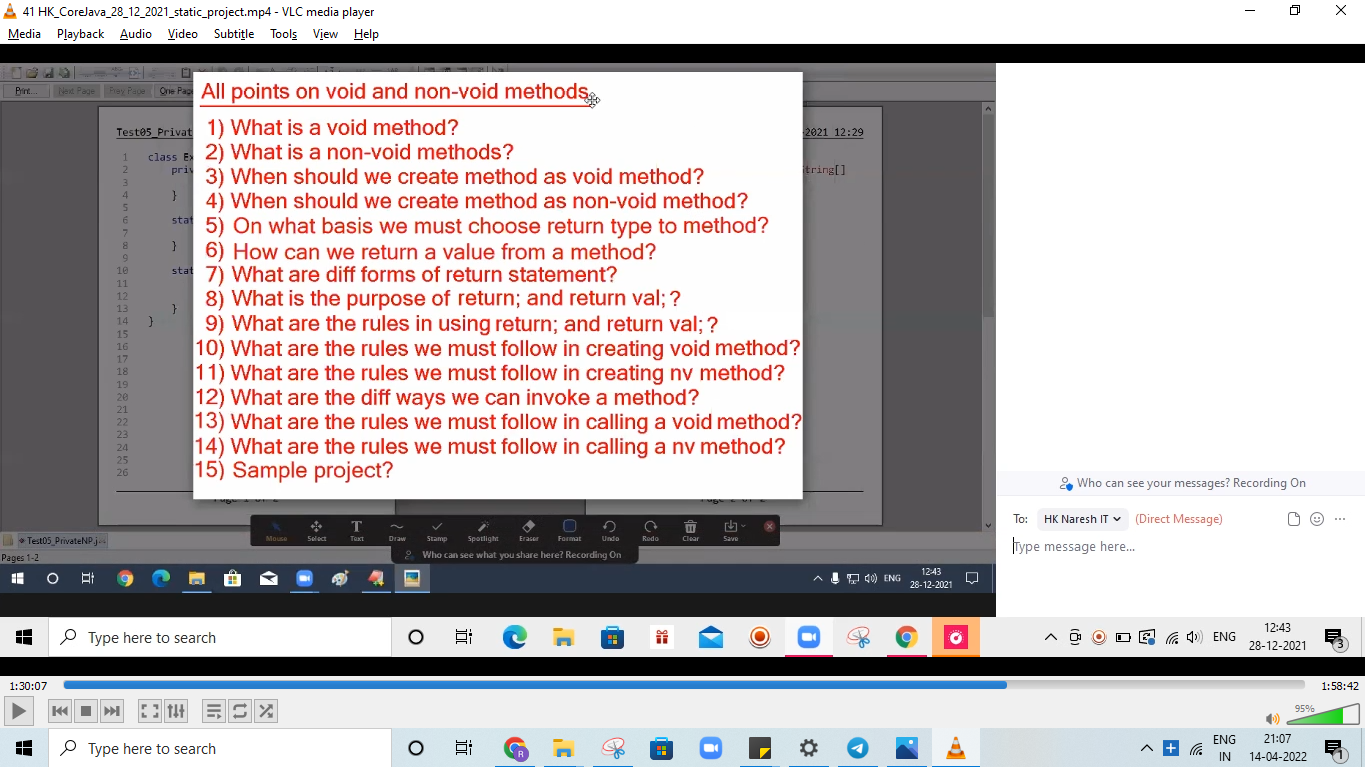 41 HK_CoreJava_28_12_2021_static_project.mp4 - VLC media player
Media Playback Audio Video Subtitle Tools View Help
Print... Next Page Prev Page One Page
All points on void and non-void methods
Test05_Privat
2021 12:29
1) What is a void method?
2) What is a non-void methods?
3) When should we create method as void method?
4) When should we create method as non-void method?
5) On what basis we must choose return type to method?
6) How can we return a value from a method?
7) What are diff forms of return statement?
8) What is the purpose of return; and return val; ?
9) What are the rules in using return; and return val; ?
10) What are the rules we must follow in creating void method?
11) What are the rules we must follow in creating nv method?
12) What are the diff ways we can invoke a method?
13) What are the rules we must follow in calling a void method?
14) What are the rules we must follow in calling a nv method?
15) Sample project?
1 class Ex
2 priv tring[]
3
4 }
5
6 stat
7
8 }
9
10 stat
11
12
13 }
14 }
15
16
17
18
19
20
21
22
23
24
25
26
Mouse Select Text Draw Stamp Spotlight Eraser Format Undo Redo Clear Save
Who can see what you share here? Recording On
Test05_PrivateNP.j
Pages 1-2
ENG
12:43
28-12-2021
Who can see your messages? Recording On
To: HK Naresh IT (Direct Message)
Type message here...
Type here to search
ENG
12:43
28-12-2021
3
1:30:07
1:58:42
95%
Type here to search
R
ENG
IN
21:07
14-04-2022
1